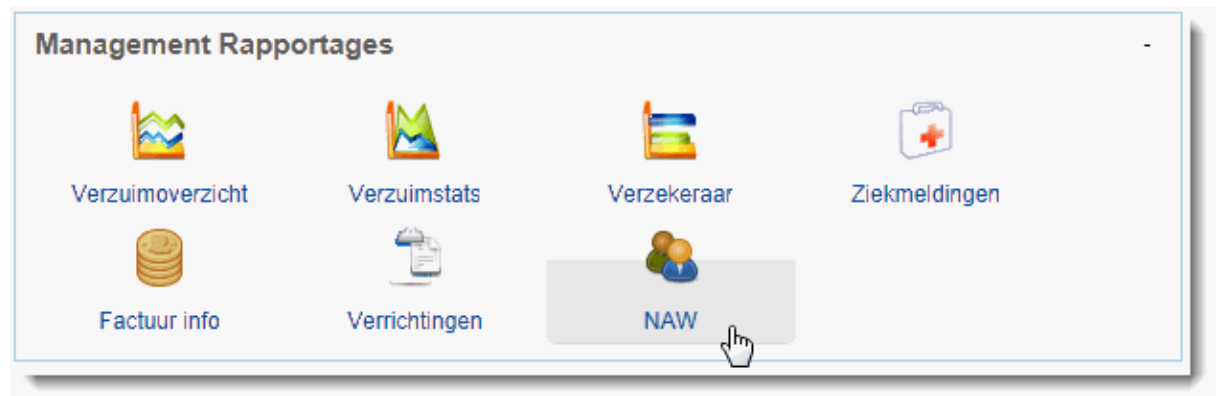 Management Rapportages -
Verzuimoverzicht Verzuimstats Verzekeraar Ziekmeldingen
Factuur info Verrichtingen NAW